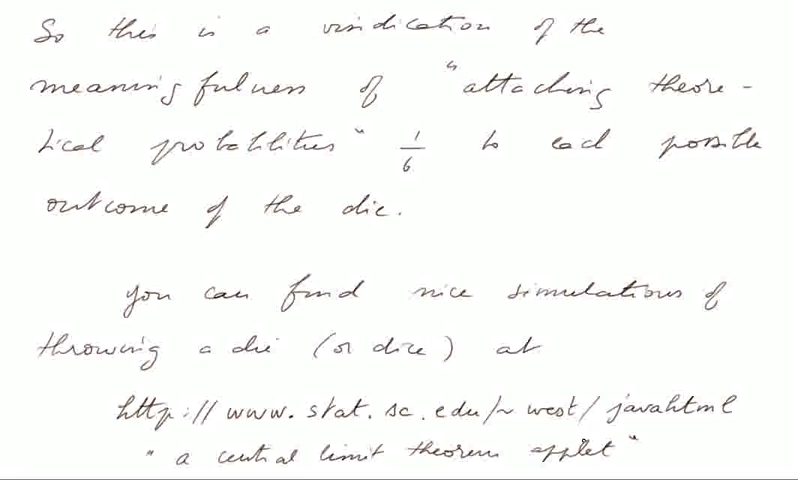 So this is a vindication of the
meaningfulness of "attaching theore-
tical probabilities" 1/6 to each possible
outcome of the die.
You can find nice simulations of
throwing a die (or dice) at
http://www.stat.sc.edu/~west/javahtml
"a central limit theorem applet"